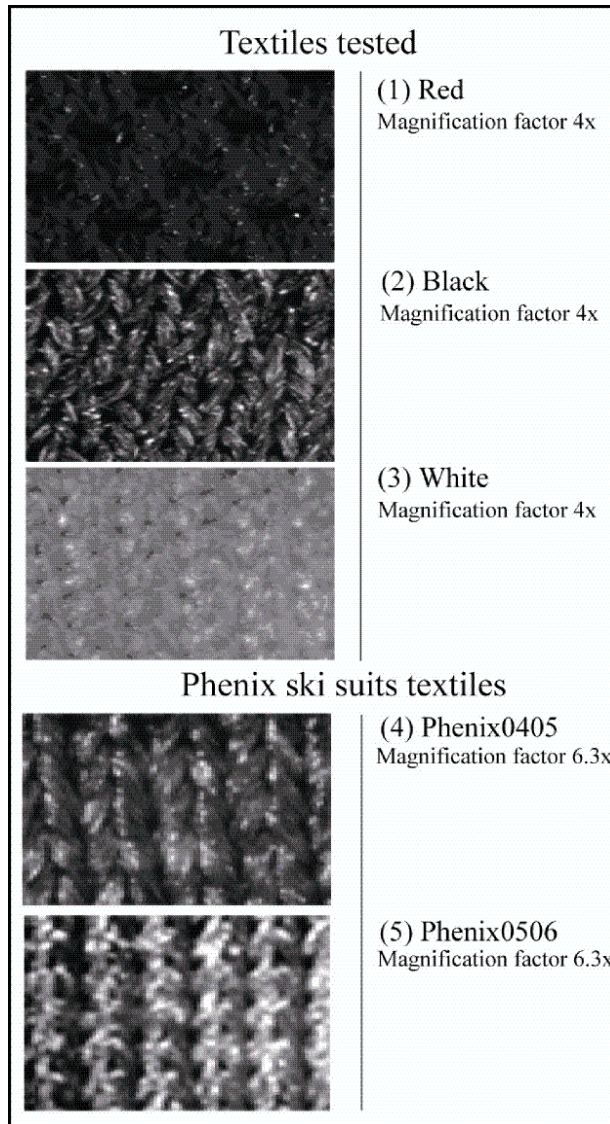 Textiles tested
(1) Red
Magnification factor 4x
(2) Black
Magnification factor 4x
(3) White
Magnification factor 4x
Phenix ski suits textiles
(4) Phenix0405
Magnification factor 6.3x
(5) Phenix0506
Magnification factor 6.3x